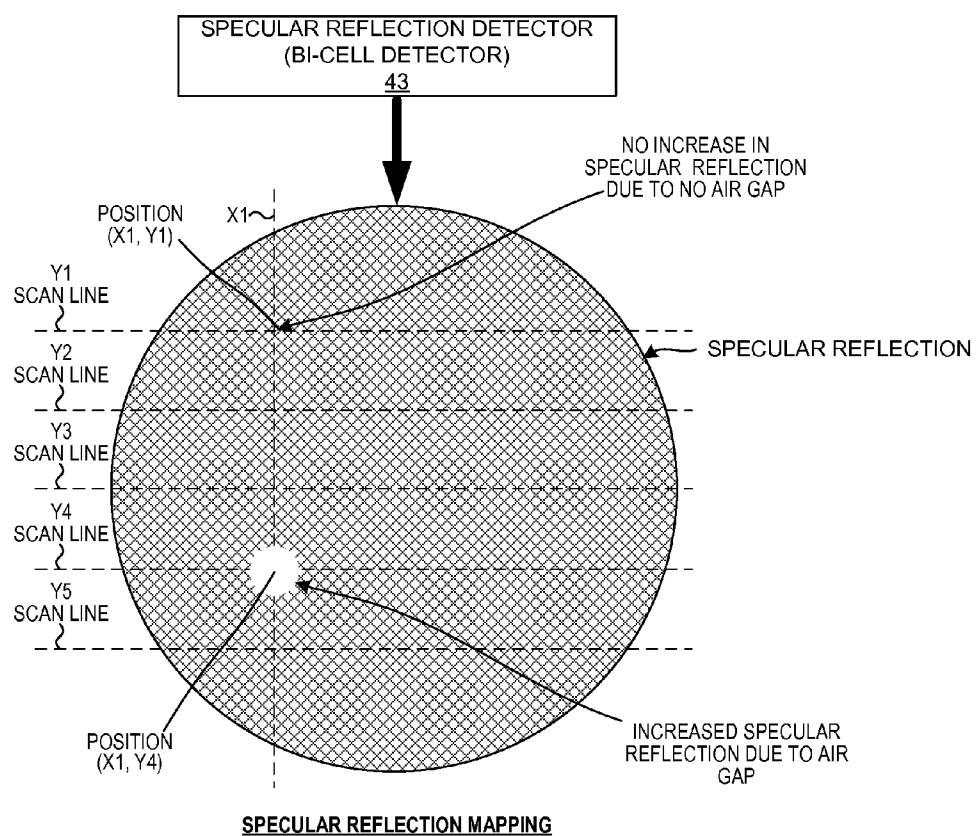 SPECULAR REFLECTION DETECTOR
(BI-CELL DETECTOR)
43
NO INCREASE IN
SPECULAR REFLECTION
DUE TO NO AIR GAP
POSITION
(X1, Y1)
X1
Y1
SCAN LINE
Y2
SCAN LINE
SPECULAR REFLECTION
Y3
SCAN LINE
Y4
SCAN LINE
Y5
SCAN LINE
POSITION
(X1, Y4)
INCREASED SPECULAR
REFLECTION DUE TO AIR
GAP
SPECULAR REFLECTION MAPPING